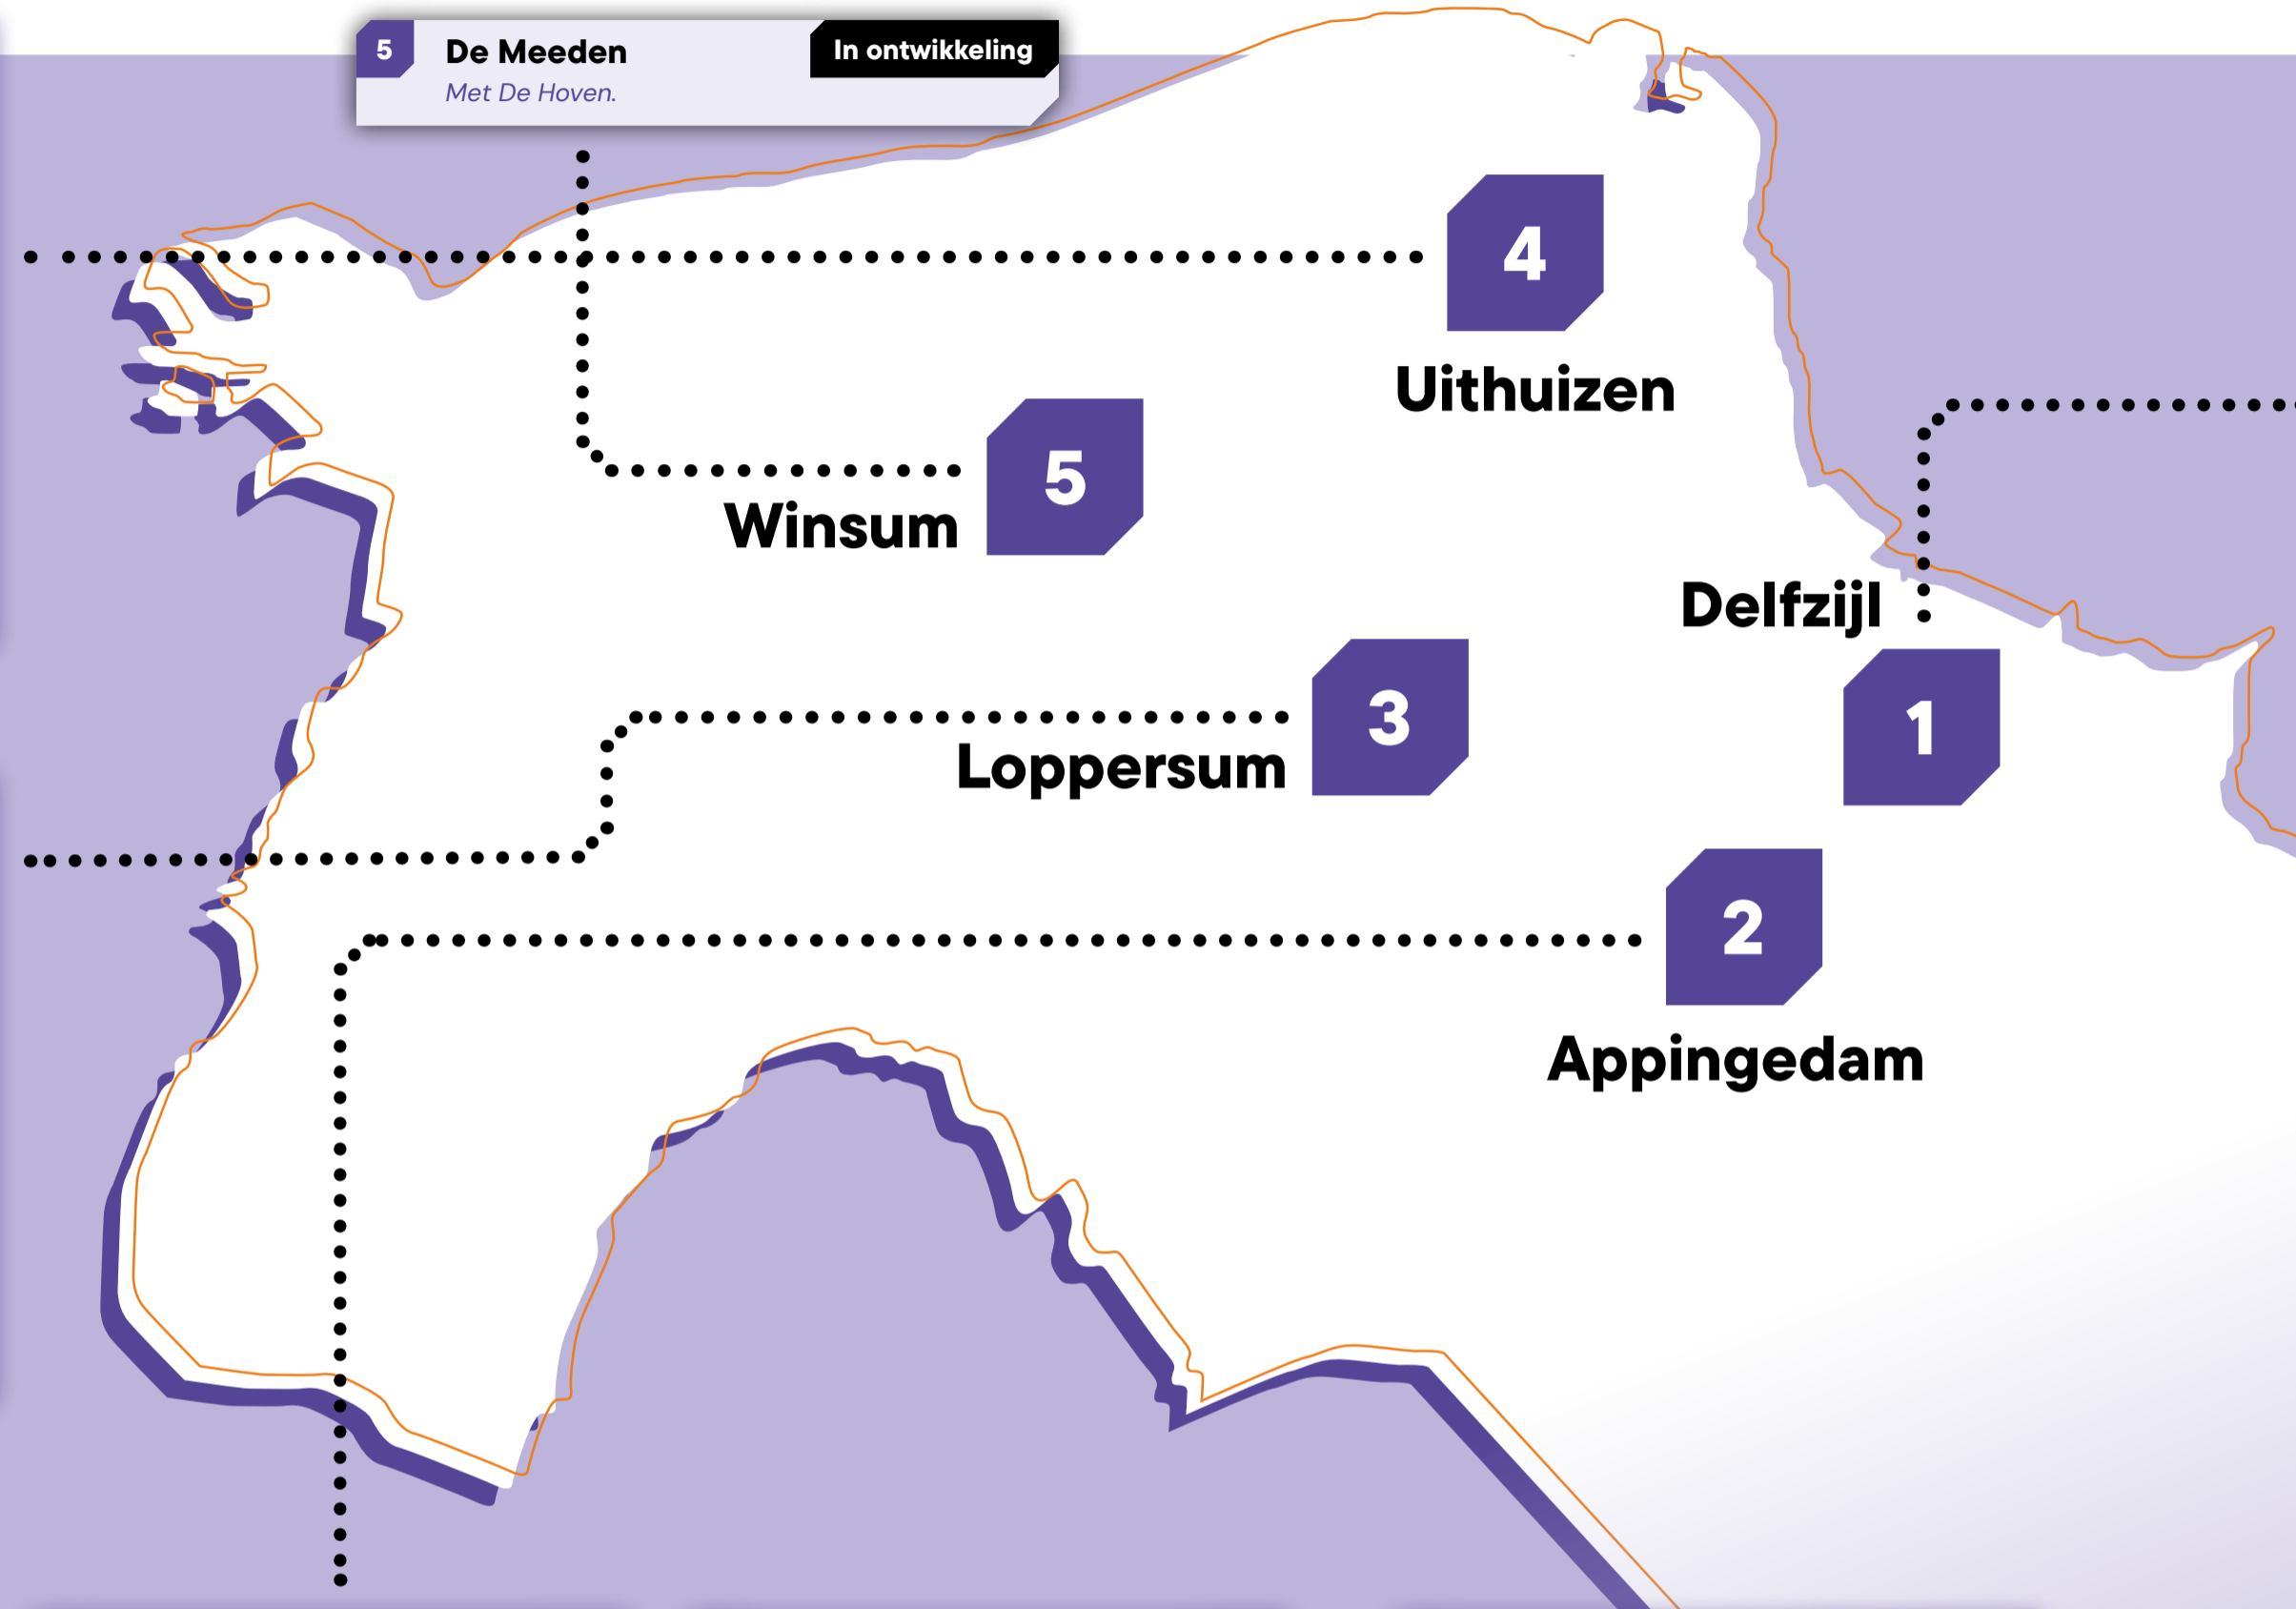 5
De Meeden
In ontwikkeling
Met De Hoven.
4
Uithuizen
5
Winsum
Delfzijl
3
1
Loppersum
2
Appingedam